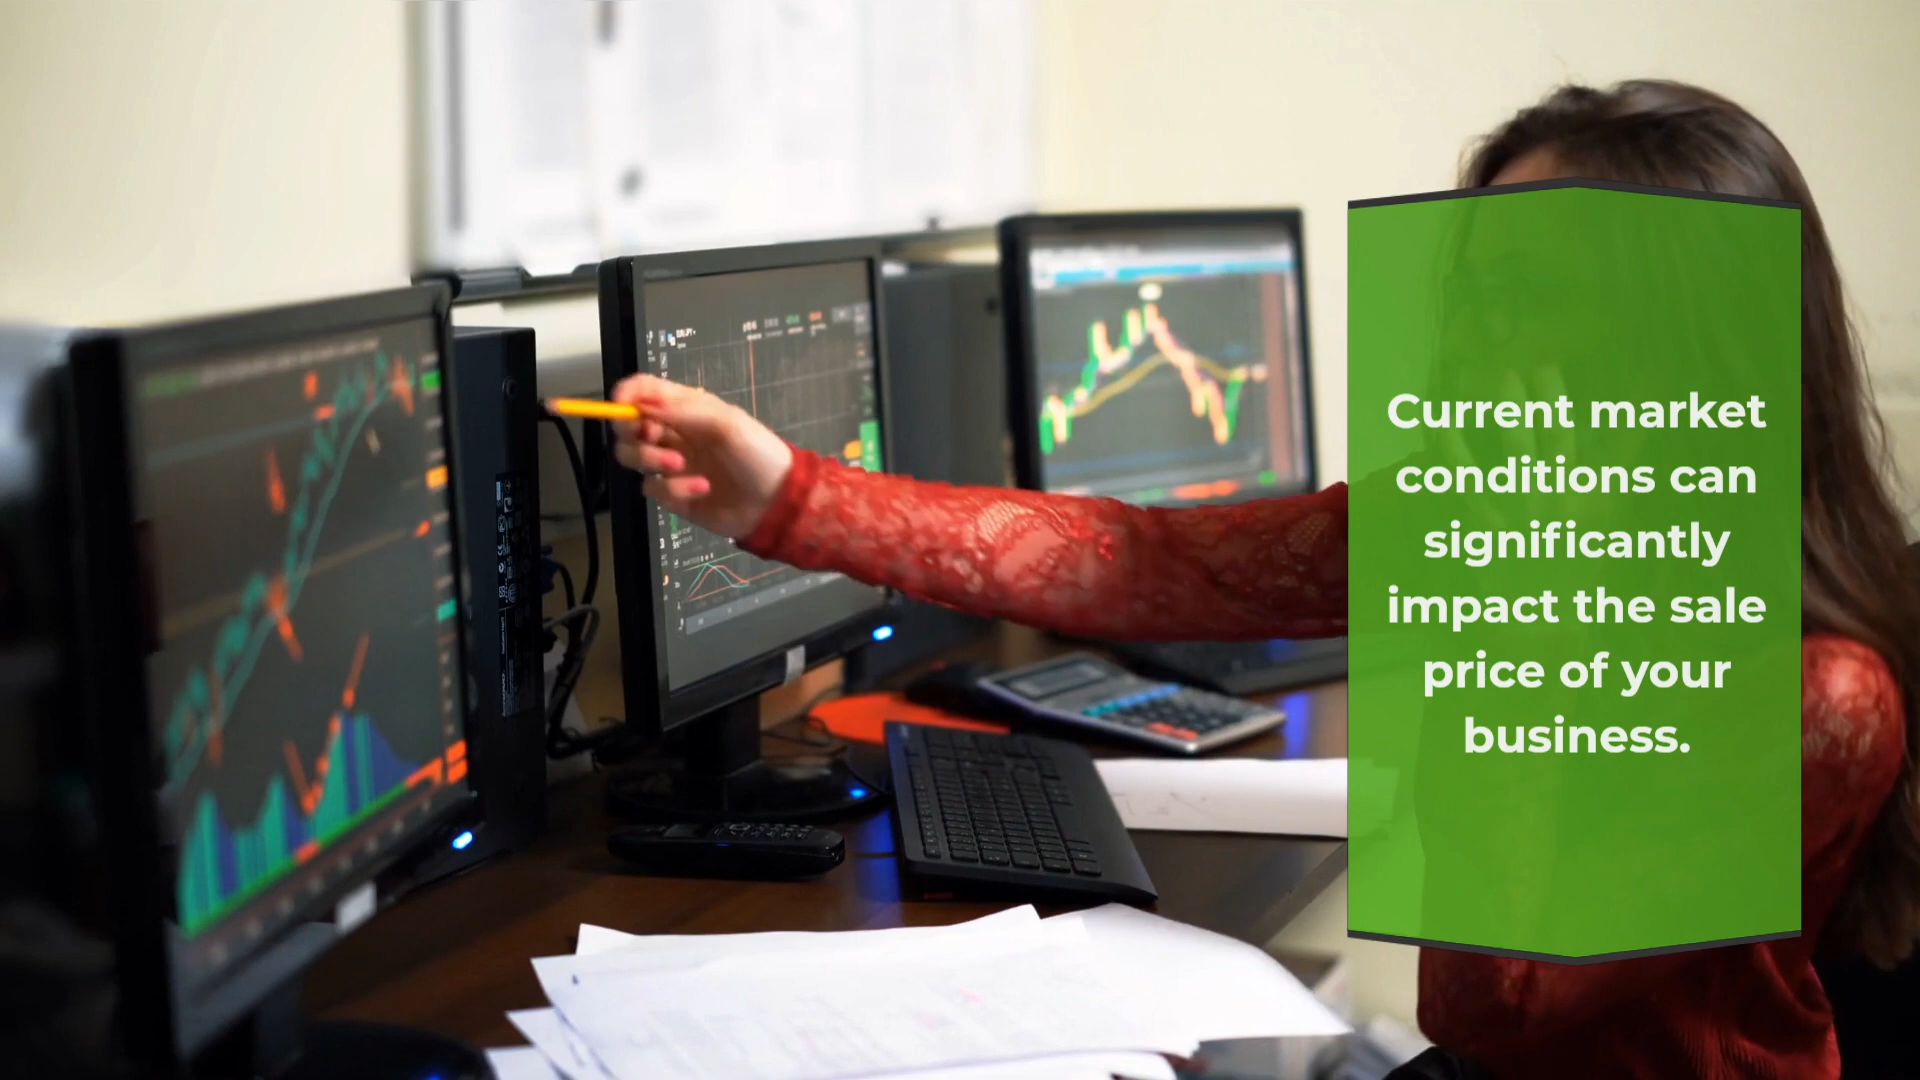 Current market
conditions can
significantly
impact the sale
price of your
business.